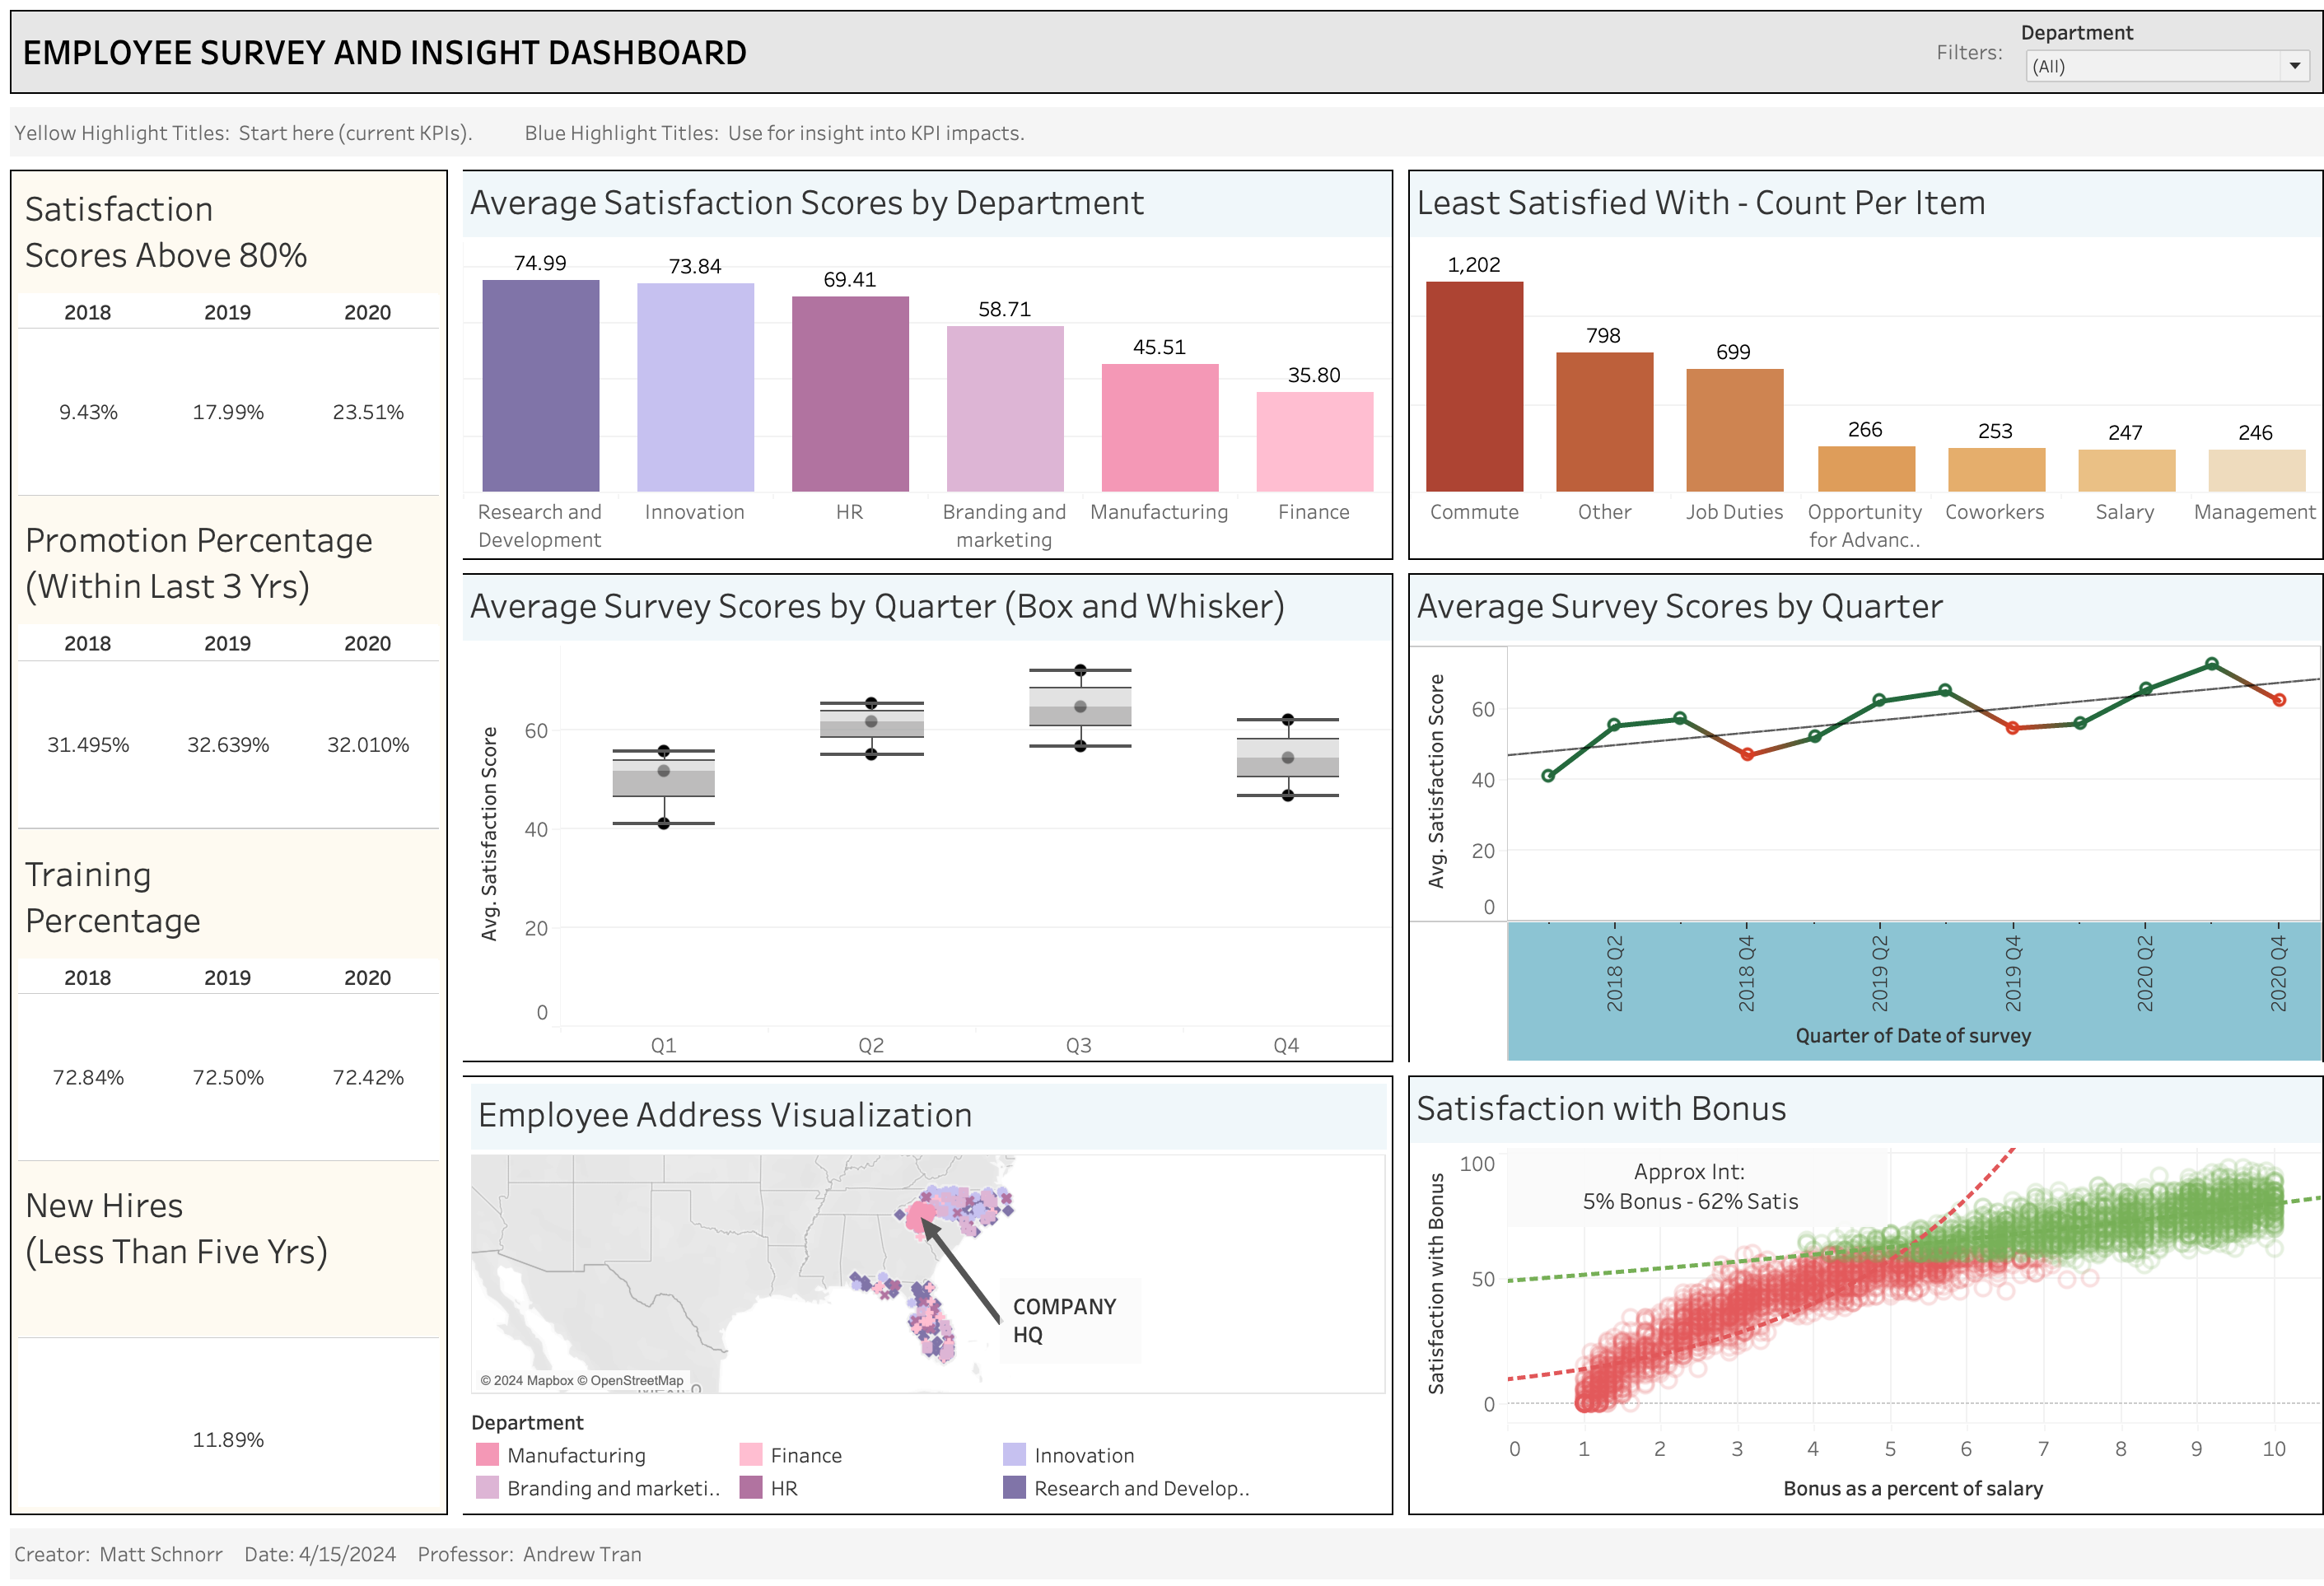 EMPLOYEE SURVEY AND INSIGHT DASHBOARD
Filters:
Department
(All)
Yellow Highlight Titles: Start here (current KPIs). Blue Highlight Titles: Use for insight into KPI impacts.
Satisfaction
Scores Above 80%
2018 2019 2020
9.43% 17.99% 23.51%
Promotion Percentage
(Within Last 3 Yrs)
2018 2019 2020
31.495% 32.639% 32.010%
Training
Percentage
2018 2019 2020
72.84% 72.50% 72.42%
New Hires
(Less Than Five Yrs)
11.89%
Average Satisfaction Scores by Department
74.99 73.84 69.41 58.71 45.51 35.80
Research and Innovation HR Branding and Manufacturing Finance
Development marketing
Least Satisfied With - Count Per Item
1,202 798 699 266 253 247 246
Commute Other Job Duties Opportunity Coworkers Salary Management
for Advanc..
Average Survey Scores by Quarter (Box and Whisker)
Avg. Satisfaction Score
60
40
20
0
Q1 Q2 Q3 Q4
Average Survey Scores by Quarter
Avg. Satisfaction Score
60
40
20
0
2018 Q2 2018 Q4 2019 Q2 2019 Q4 2020 Q2 2020 Q4
Quarter of Date of survey
Employee Address Visualization
COMPANY
HQ
© 2024 Mapbox © OpenStreetMap
Department
Manufacturing Finance Innovation
Branding and marketi.. HR Research and Develop..
Satisfaction with Bonus
Satisfaction with Bonus
100
50
0
Approx Int:
5% Bonus - 62% Satis
0 1 2 3 4 5 6 7 8 9 10
Bonus as a percent of salary
Creator: Matt Schnorr Date: 4/15/2024 Professor: Andrew Tran